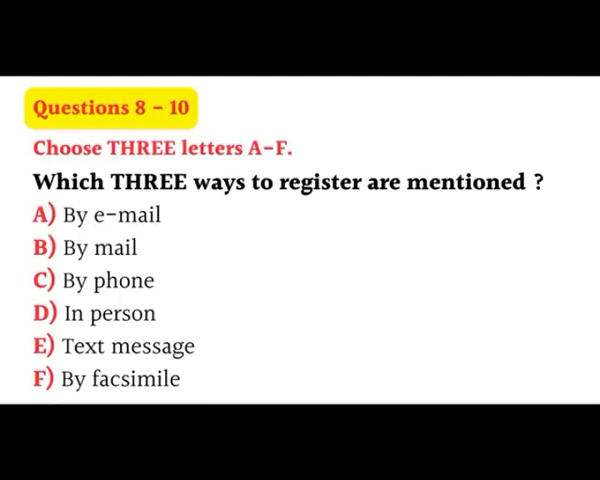 Questions 8 – 10
Choose THREE letters A–F.
Which THREE ways to register are mentioned ?
A) By e-mail
B) By mail
C) By phone
D) In person
E) Text message
F) By facsimile